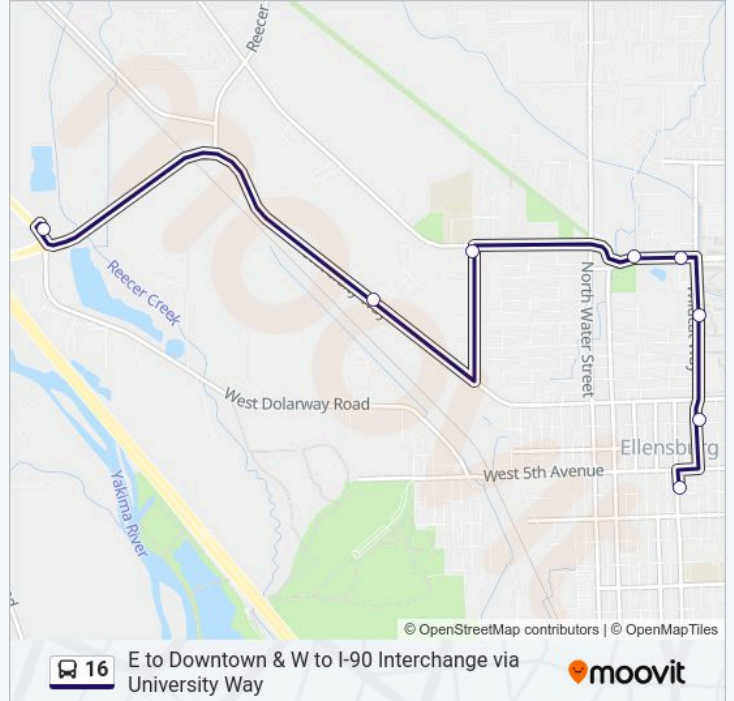 Reecer
Reecer Creek
West Dolarway Road
North Water Street
Ellensburg
West 5th Avenue
Yakima River
© OpenStreetMap contributors | © OpenMapTiles
16
E to Downtown & W to I-90 Interchange via
University Way
moovit